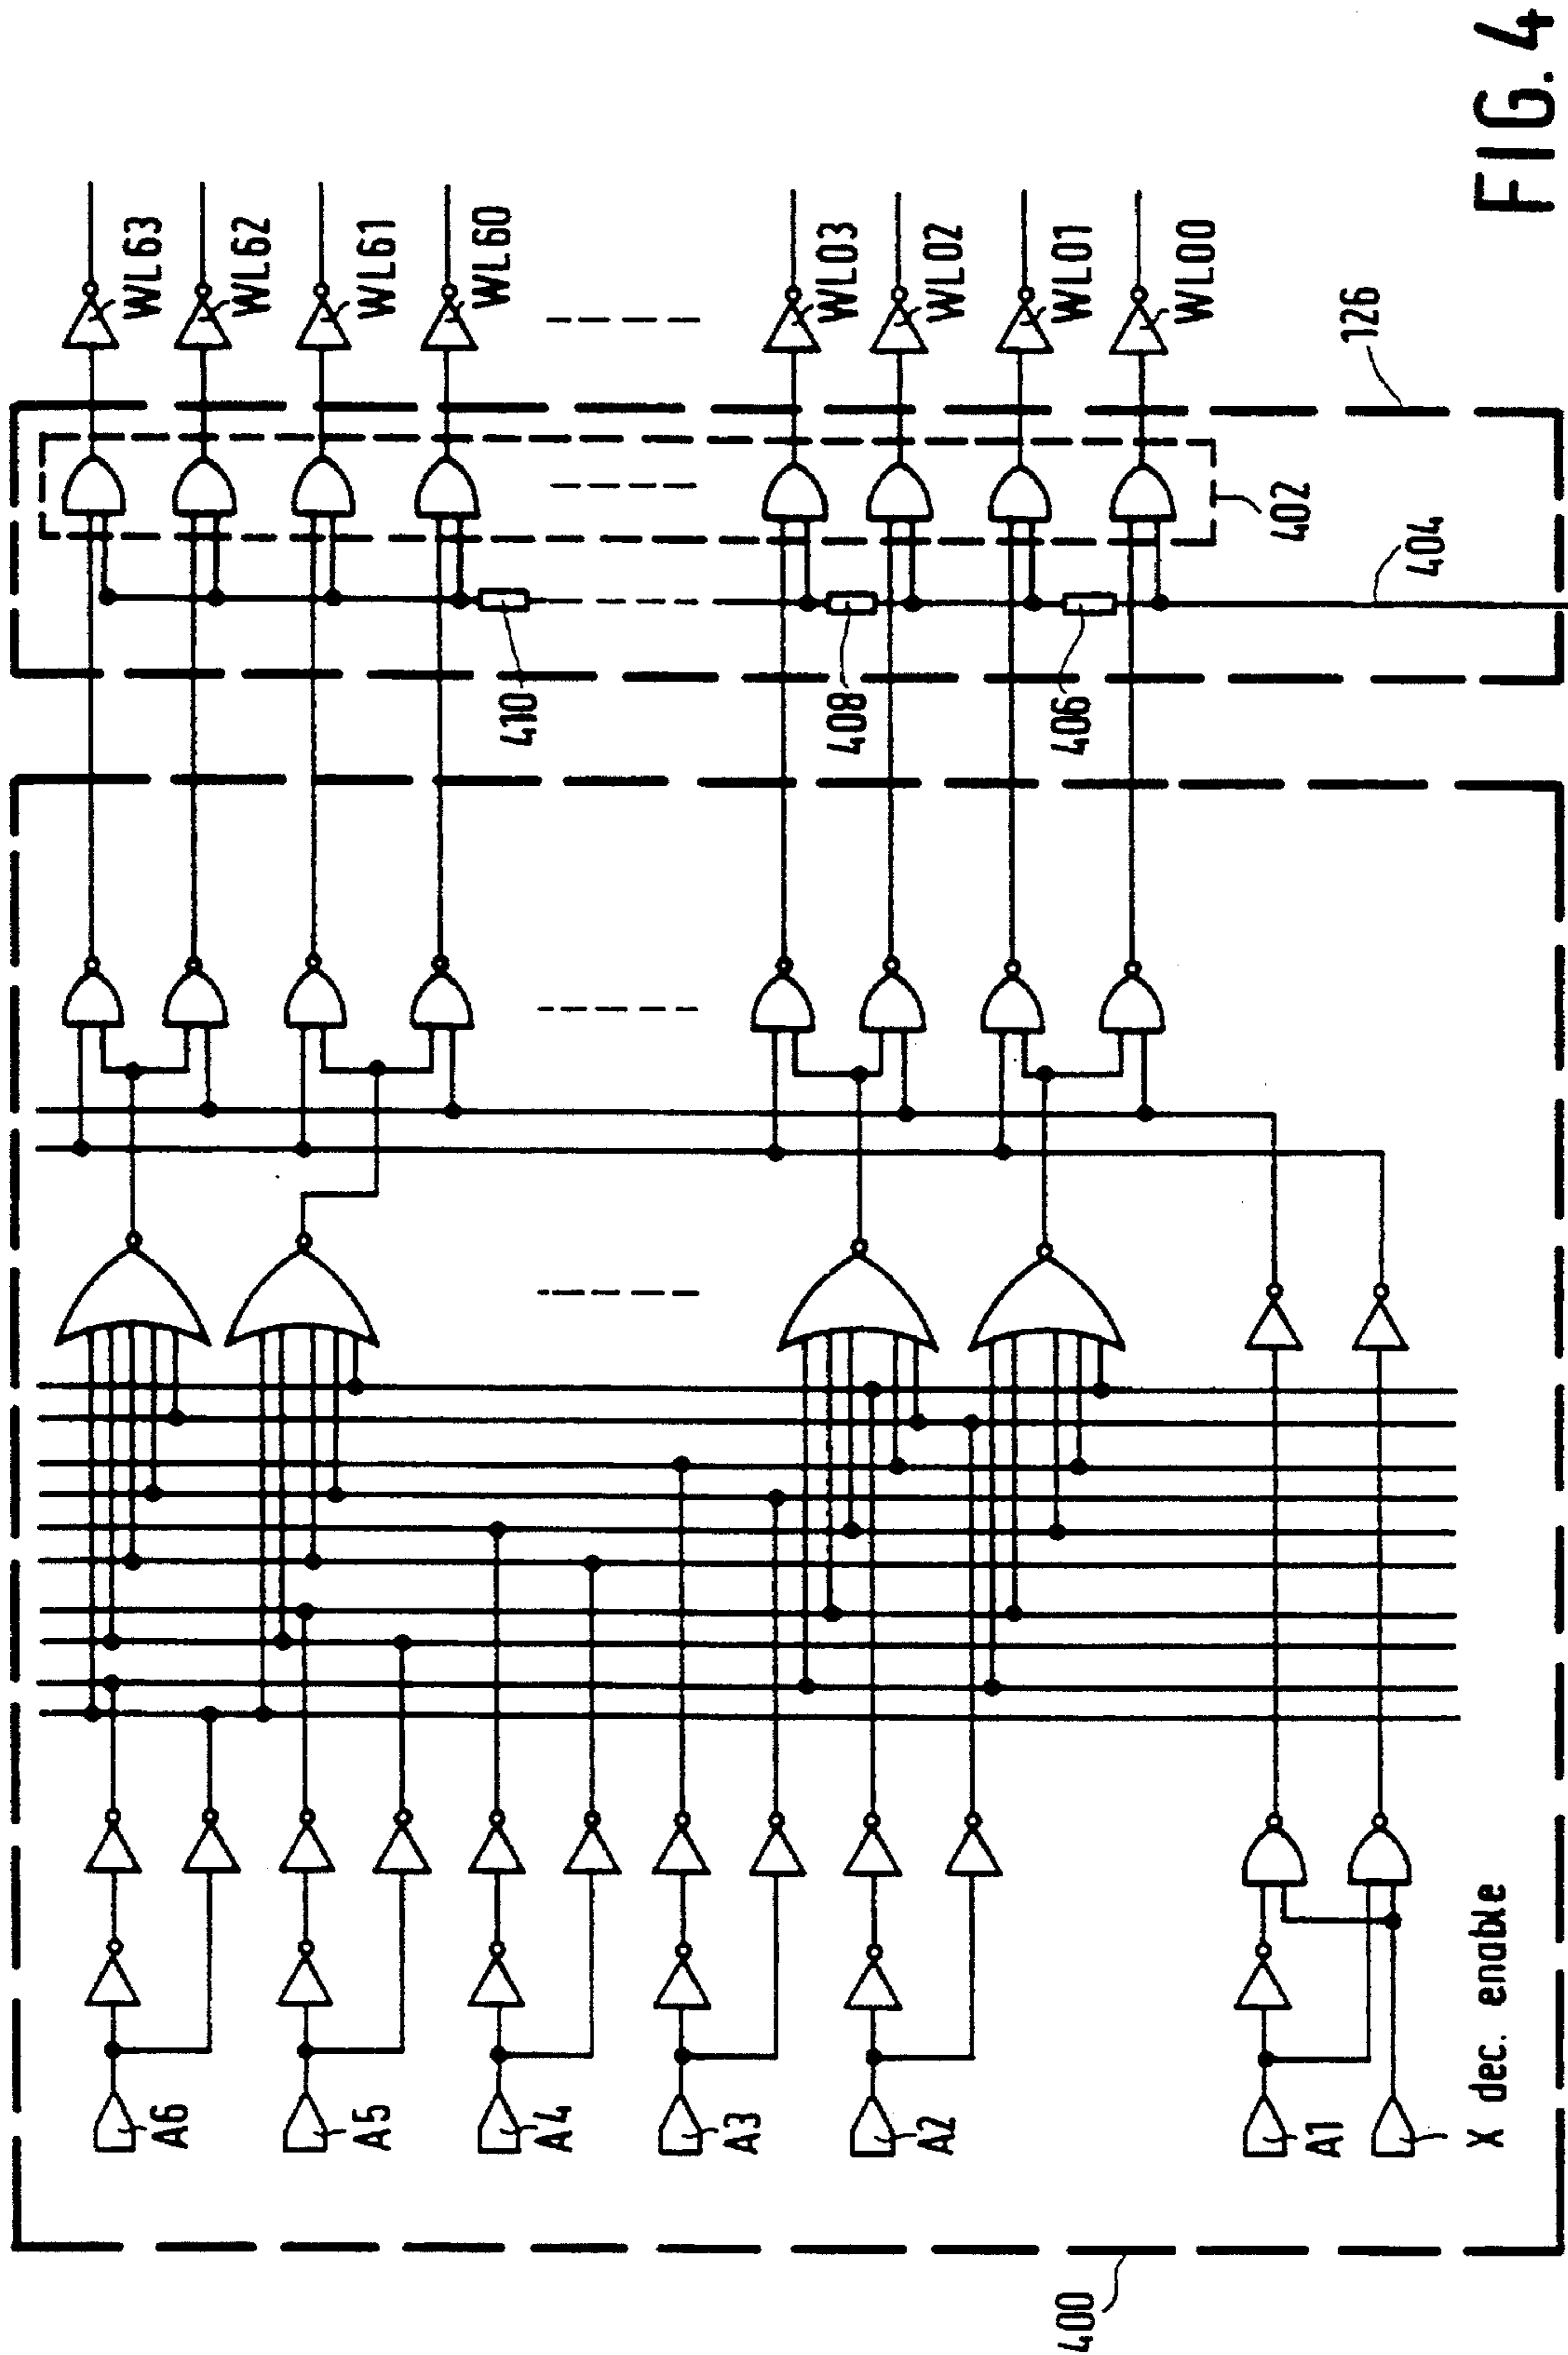 A6
A5
A4
A3
A2
A1
X dec. enable
400
410
408
406
402
404
126
WL63
WL62
WL61
WL60
WL03
WL02
WL01
WL00
FIG. 4